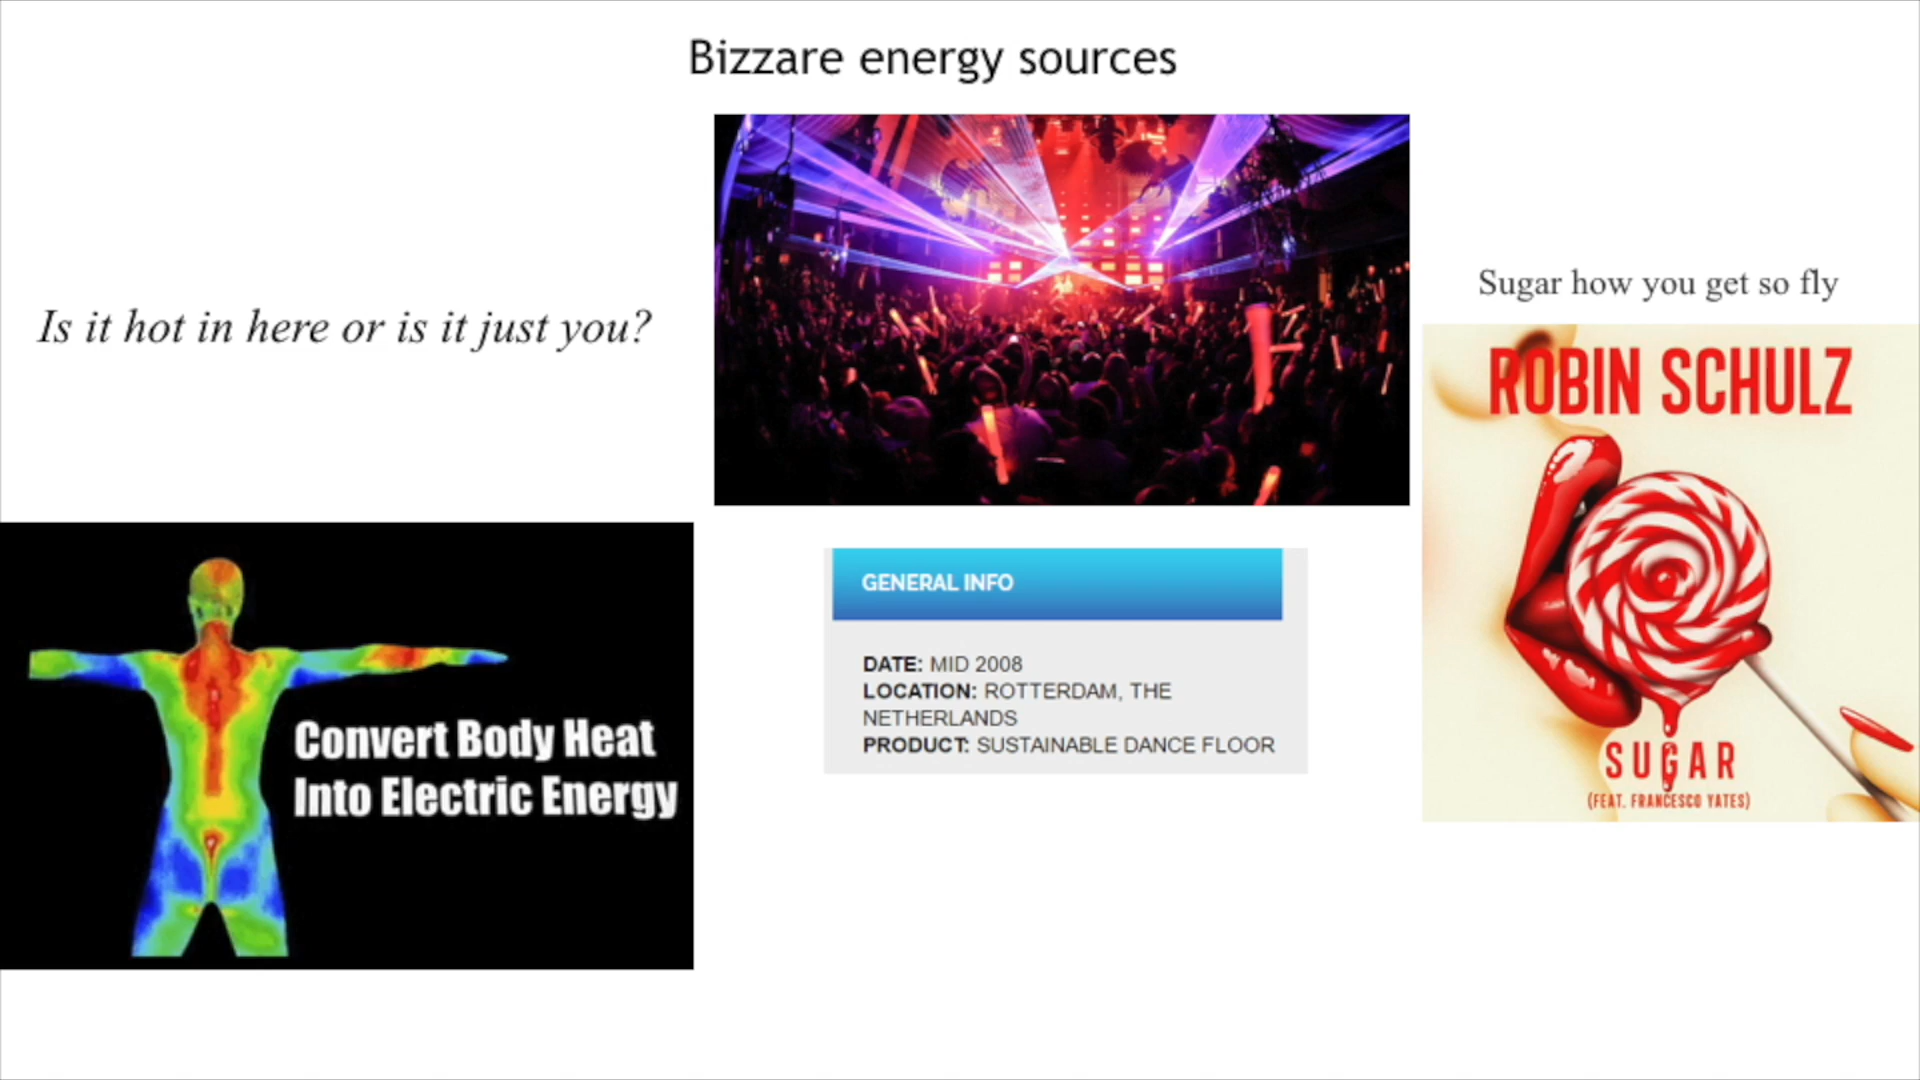 Bizzare energy sources
Is it hot in here or is it just you?
Convert Body Heat
Into Electric Energy
GENERAL INFO
DATE: MID 2008
LOCATION: ROTTERDAM, THE
NETHERLANDS
PRODUCT: SUSTAINABLE DANCE FLOOR
Sugar how you get so fly
ROBIN SCHULZ
SUGAR
(FEAT. FRANCESCO YATES)